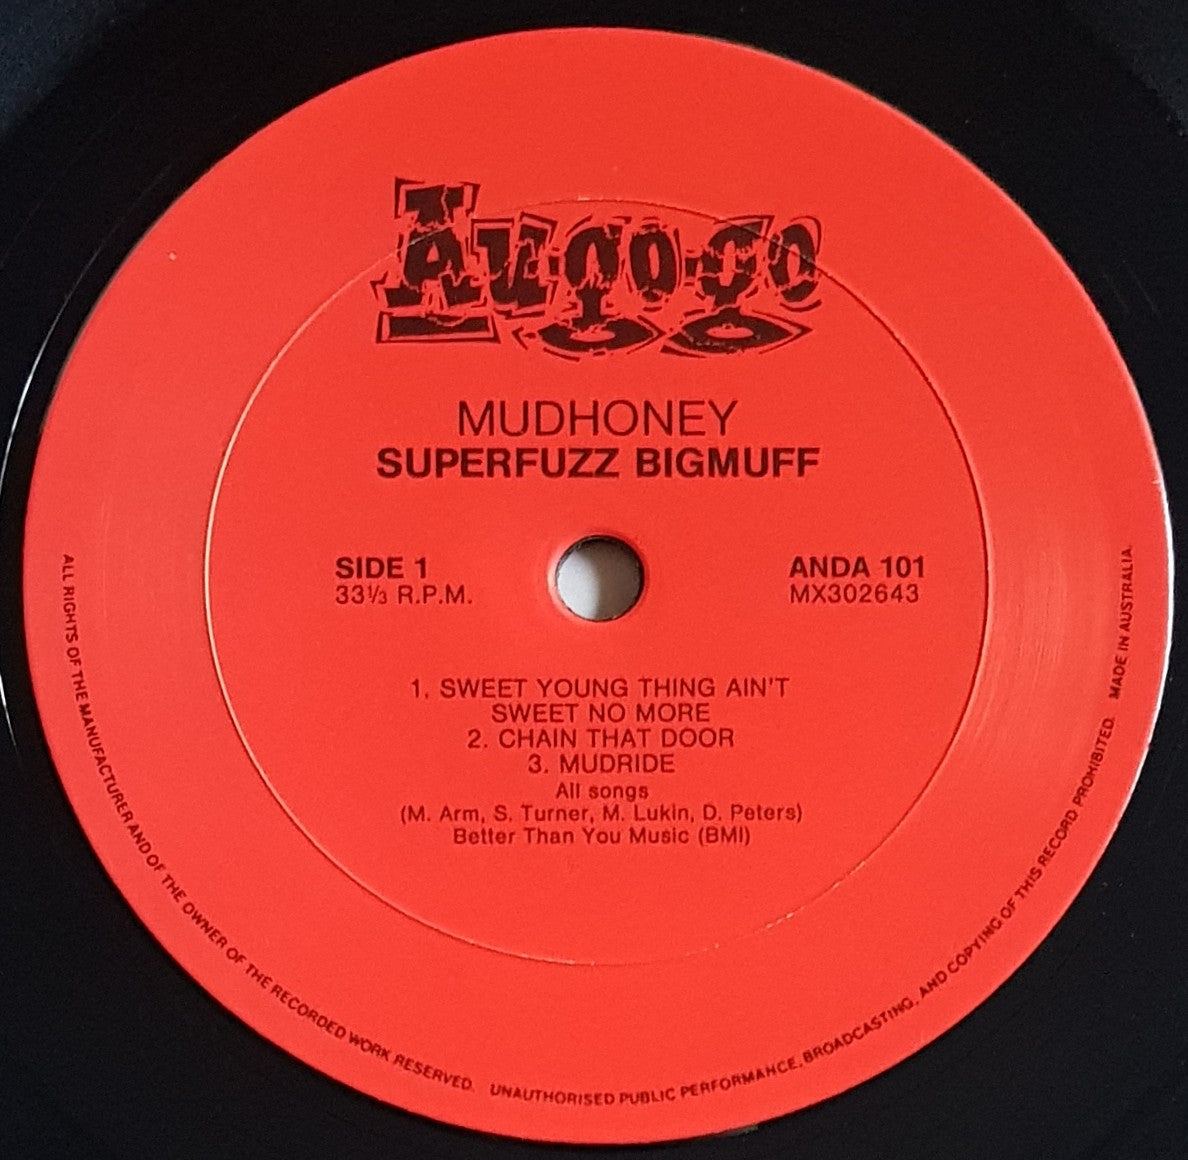 Augogo
MUDHONEY
SUPERFUZZ BIGMUFF
SIDE 1
33⅓ R.P.M.
ANDA 101
MX302643
1. SWEET YOUNG THING AIN'T
SWEET NO MORE
2. CHAIN THAT DOOR
3. MUDRIDE
All songs
(M. Arm, S. Turner, M. Lukin, D. Peters)
Better Than You Music (BMI)
ALL RIGHTS OF THE MANUFACTURER AND OF THE OWNER OF THE RECORDED WORK RESERVED. UNAUTHORISED PUBLIC PERFORMANCE, BROADCASTING, AND COPYING OF THIS RECORD PROHIBITED. MADE IN AUSTRALIA.